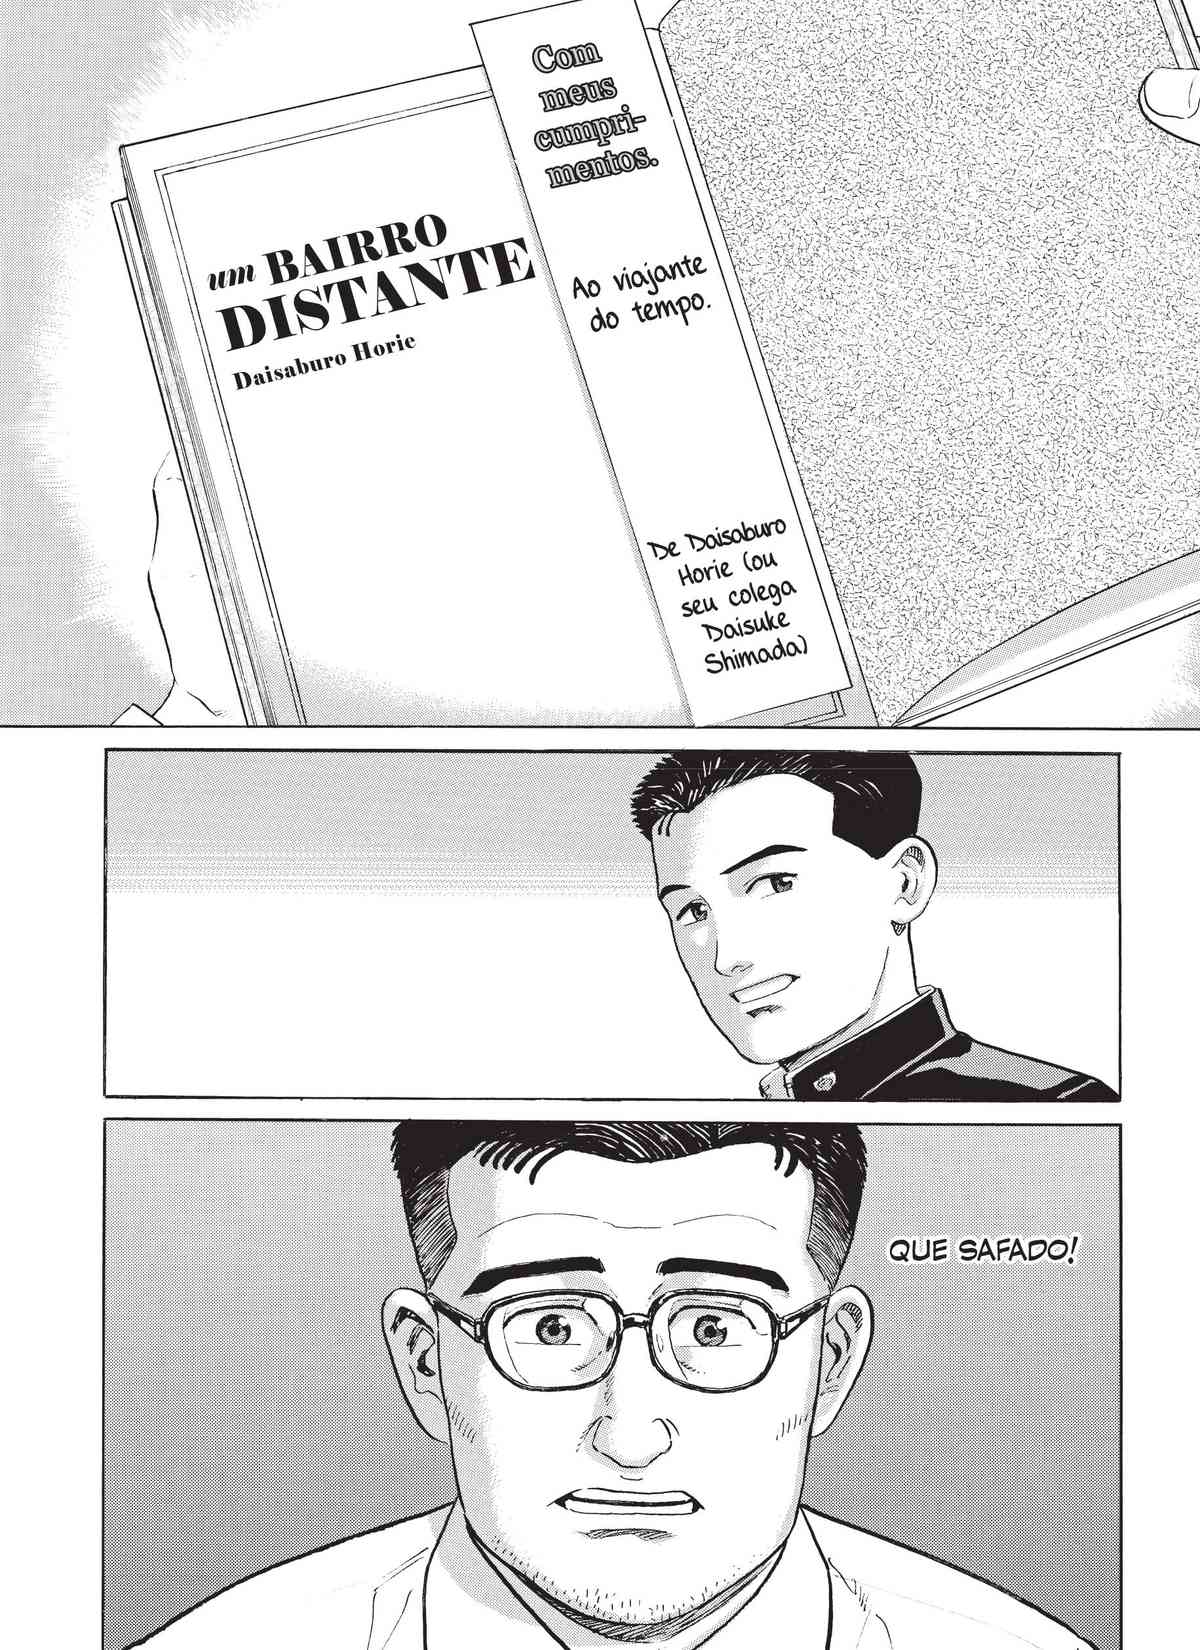 Com
meus
cumpri-
mentos.
um BAIRRO
DISTANTE
Daisaburo Horie
Ao viajante
do tempo.
De Daisaburo
Horie (ou
seu colega
Daisuke
Shimada)
QUE SAFADO!